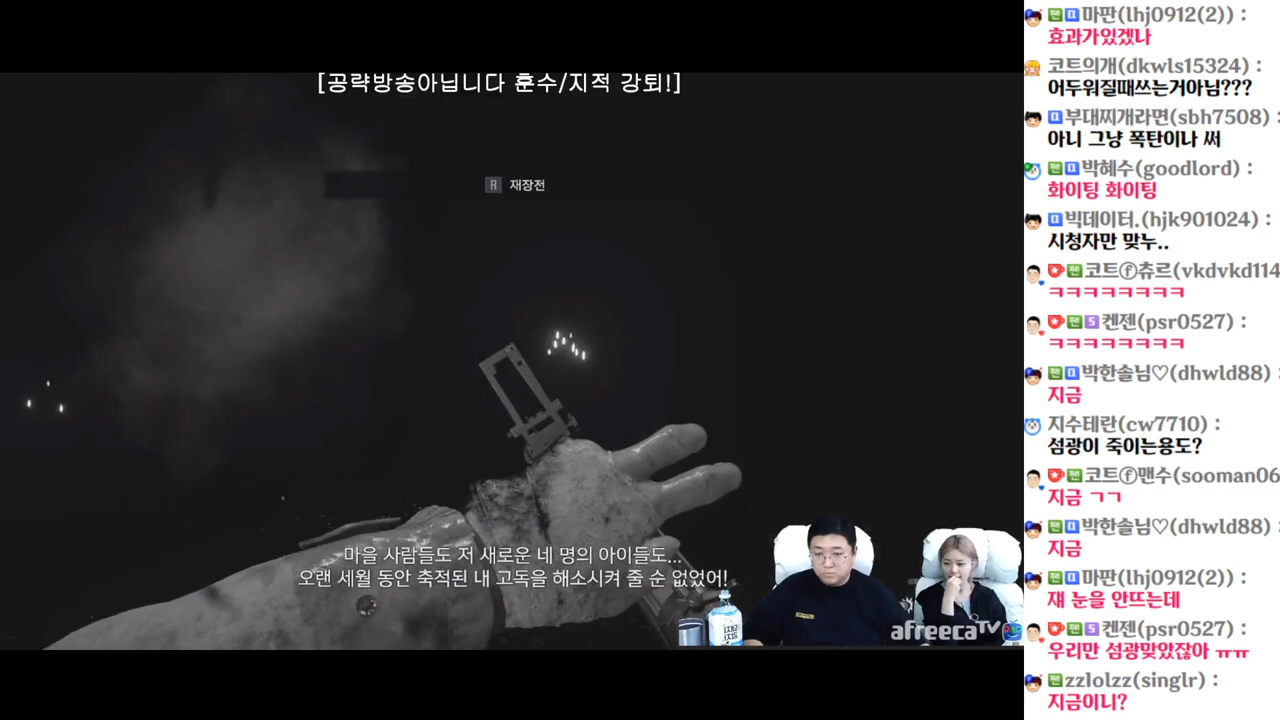 [공략방송아닙니다 훈수/지적 강퇴!]
R 재장전
마을 사람들도 저 새로운 네 명의 아이들도...
오랜 세월 동안 축적된 내 고독을 해소시켜 줄 순 없었어!
afreecaTV
마판(lhj0912(2)) :
효과가있겠나
코트의개(dkwls15324) :
어두워질때쓰는거아님???
부대찌개라면(sbh7508) :
아니 그냥 폭탄이나 써
박혜수(goodlord) :
화이팅 화이팅
빅데이터.(hjk901024) :
시청자만 맞누..
코트ⓕ츄르(vkdvkd114
ㅋㅋㅋㅋㅋㅋㅋㅋ
켄젠(psr0527) :
ㅋㅋㅋㅋㅋㅋㅋㅋ
박한솔님♡(dhwld88) :
지금
지수테란(cw7710) :
섬광이 죽이는용도?
코트ⓕ맨수(sooman06
지금 ㄱㄱ
박한솔님♡(dhwld88) :
지금
마판(lhj0912(2)) :
쟤 눈을 안뜨는데
켄젠(psr0527) :
우리만 섬광맞았잖아 ㅠㅠ
zzlolzz(singlr) :
지금이니?